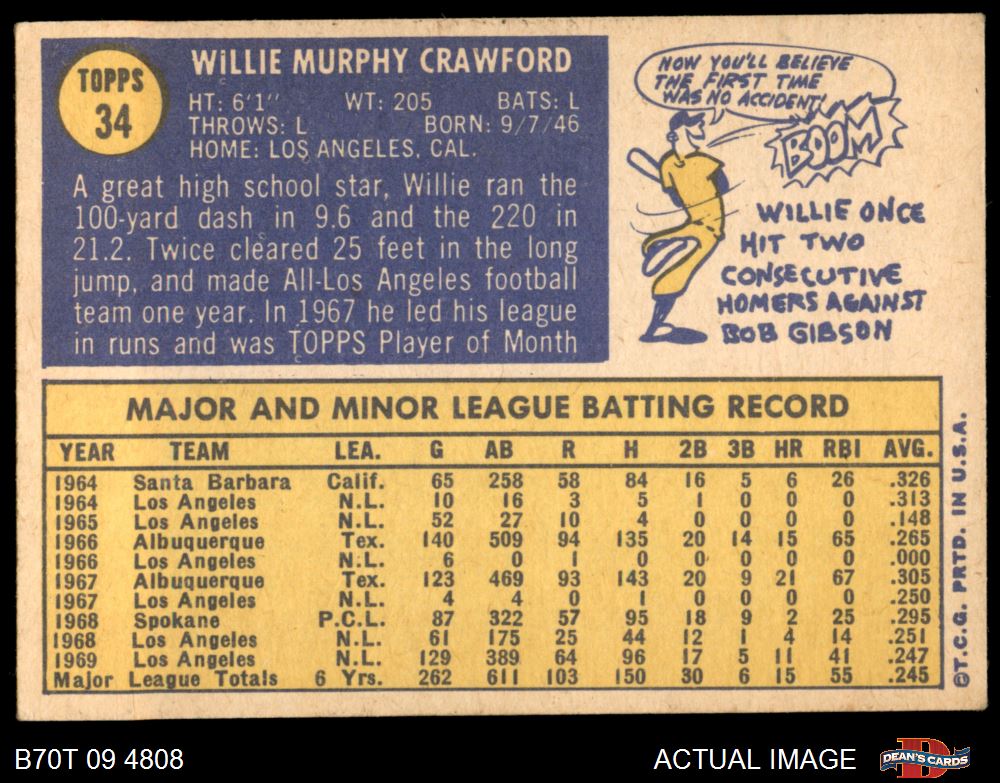 TOPPS
34
WILLIE MURPHY CRAWFORD
HT: 6'1" WT: 205 BATS: L
THROWS: L BORN: 9/7/46
HOME: LOS ANGELES, CAL.
A great high school star, Willie ran the
100-yard dash in 9.6 and the 220 in
21.2. Twice cleared 25 feet in the long
jump, and made All-Los Angeles football
team one year. In 1967 he led his league
in runs and was TOPPS Player of Month
NOW YOU'LL BELIEVE
THE FIRST TIME
WAS NO ACCIDENT!
BOOM
WILLIE ONCE
HIT TWO
CONSECUTIVE
HOMERS AGAINST
BOB GIBSON
MAJOR AND MINOR LEAGUE BATTING RECORD
YEAR TEAM LEA. G AB R H 2B 3B HR RBI AVG.
1964 Santa Barbara Calif. 65 258 58 84 16 5 6 26 .326
1964 Los Angeles N.L. 10 16 3 5 1 0 0 0 .313
1965 Los Angeles N.L. 52 27 10 4 0 0 0 0 .148
1966 Albuquerque Tex. 140 509 94 135 20 14 15 65 .265
1966 Los Angeles N.L. 6 0 1 0 0 0 0 0 .000
1967 Albuquerque Tex. 123 469 93 143 20 9 21 67 .305
1967 Los Angeles N.L. 4 4 0 1 0 0 0 0 .250
1968 Spokane P.C.L. 87 322 57 95 18 9 2 25 .295
1968 Los Angeles N.L. 61 175 25 44 12 1 4 14 .251
1969 Los Angeles N.L. 129 389 64 96 17 5 11 41 .247
Major League Totals 6 Yrs. 262 611 103 150 30 6 15 55 .245
©T.C.G. PRTD. IN U.S.A.
B70T 09 4808
ACTUAL IMAGE
DEAN'S CARDS